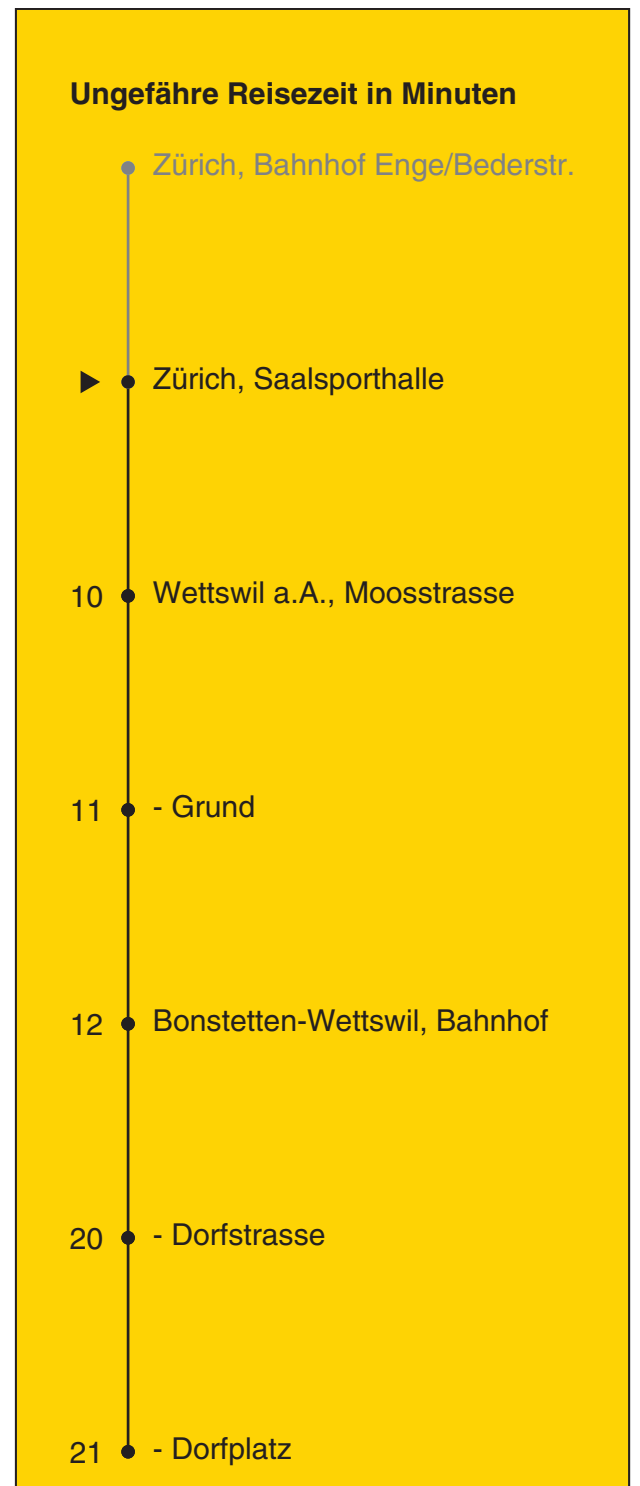 Ungefähre Reisezeit in Minuten
Zürich, Bahnhof Enge/Bederstr.
Zürich, Saalsporthalle
10 Wettswil a.A., Moosstrasse
11 - Grund
12 Bonstetten-Wettswil, Bahnhof
20 - Dorfstrasse
21 - Dorfplatz